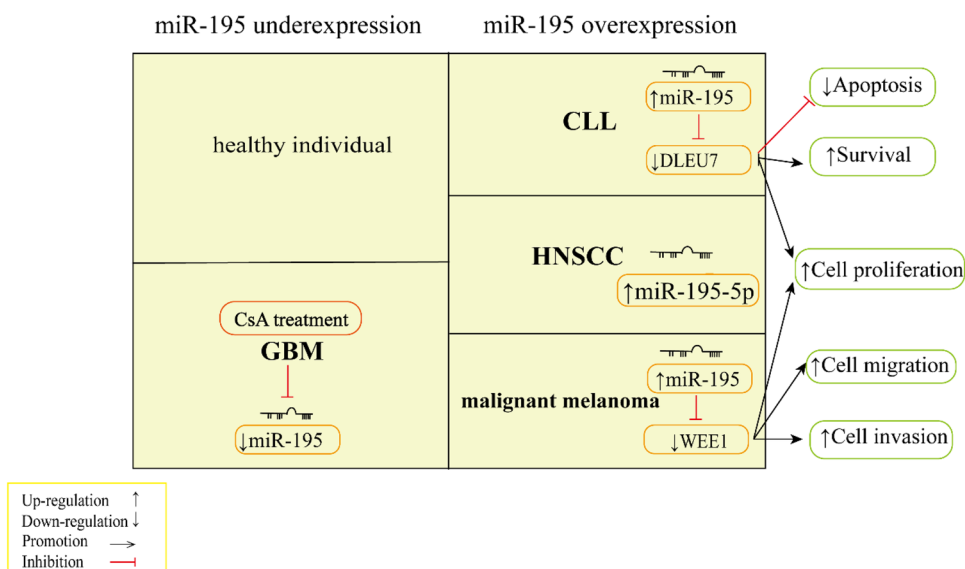 miR-195 underexpression
miR-195 overexpression
healthy individual
CsA treatment
GBM
↓miR-195
CLL
↑miR-195
↓DLEU7
HNSCC
↑miR-195-5p
malignant melanoma
↑miR-195
↓WEE1
↓Apoptosis
↑Survival
↑Cell proliferation
↑Cell migration
↑Cell invasion
Up-regulation ↑
Down-regulation ↓
Promotion
Inhibition